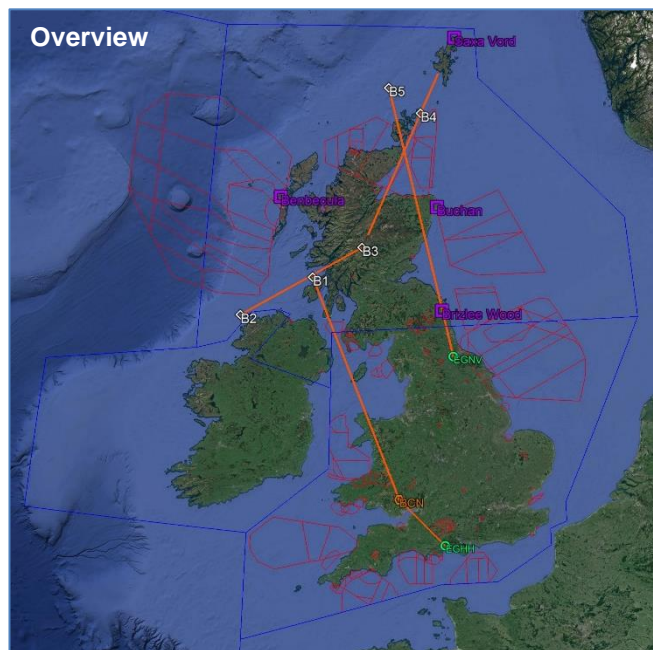 Overview
Saxa Vord
B5
B4
Benbecula
Buchan
B3
B1
B2
Brizlee Wood
EGNV
BCN
EGHH